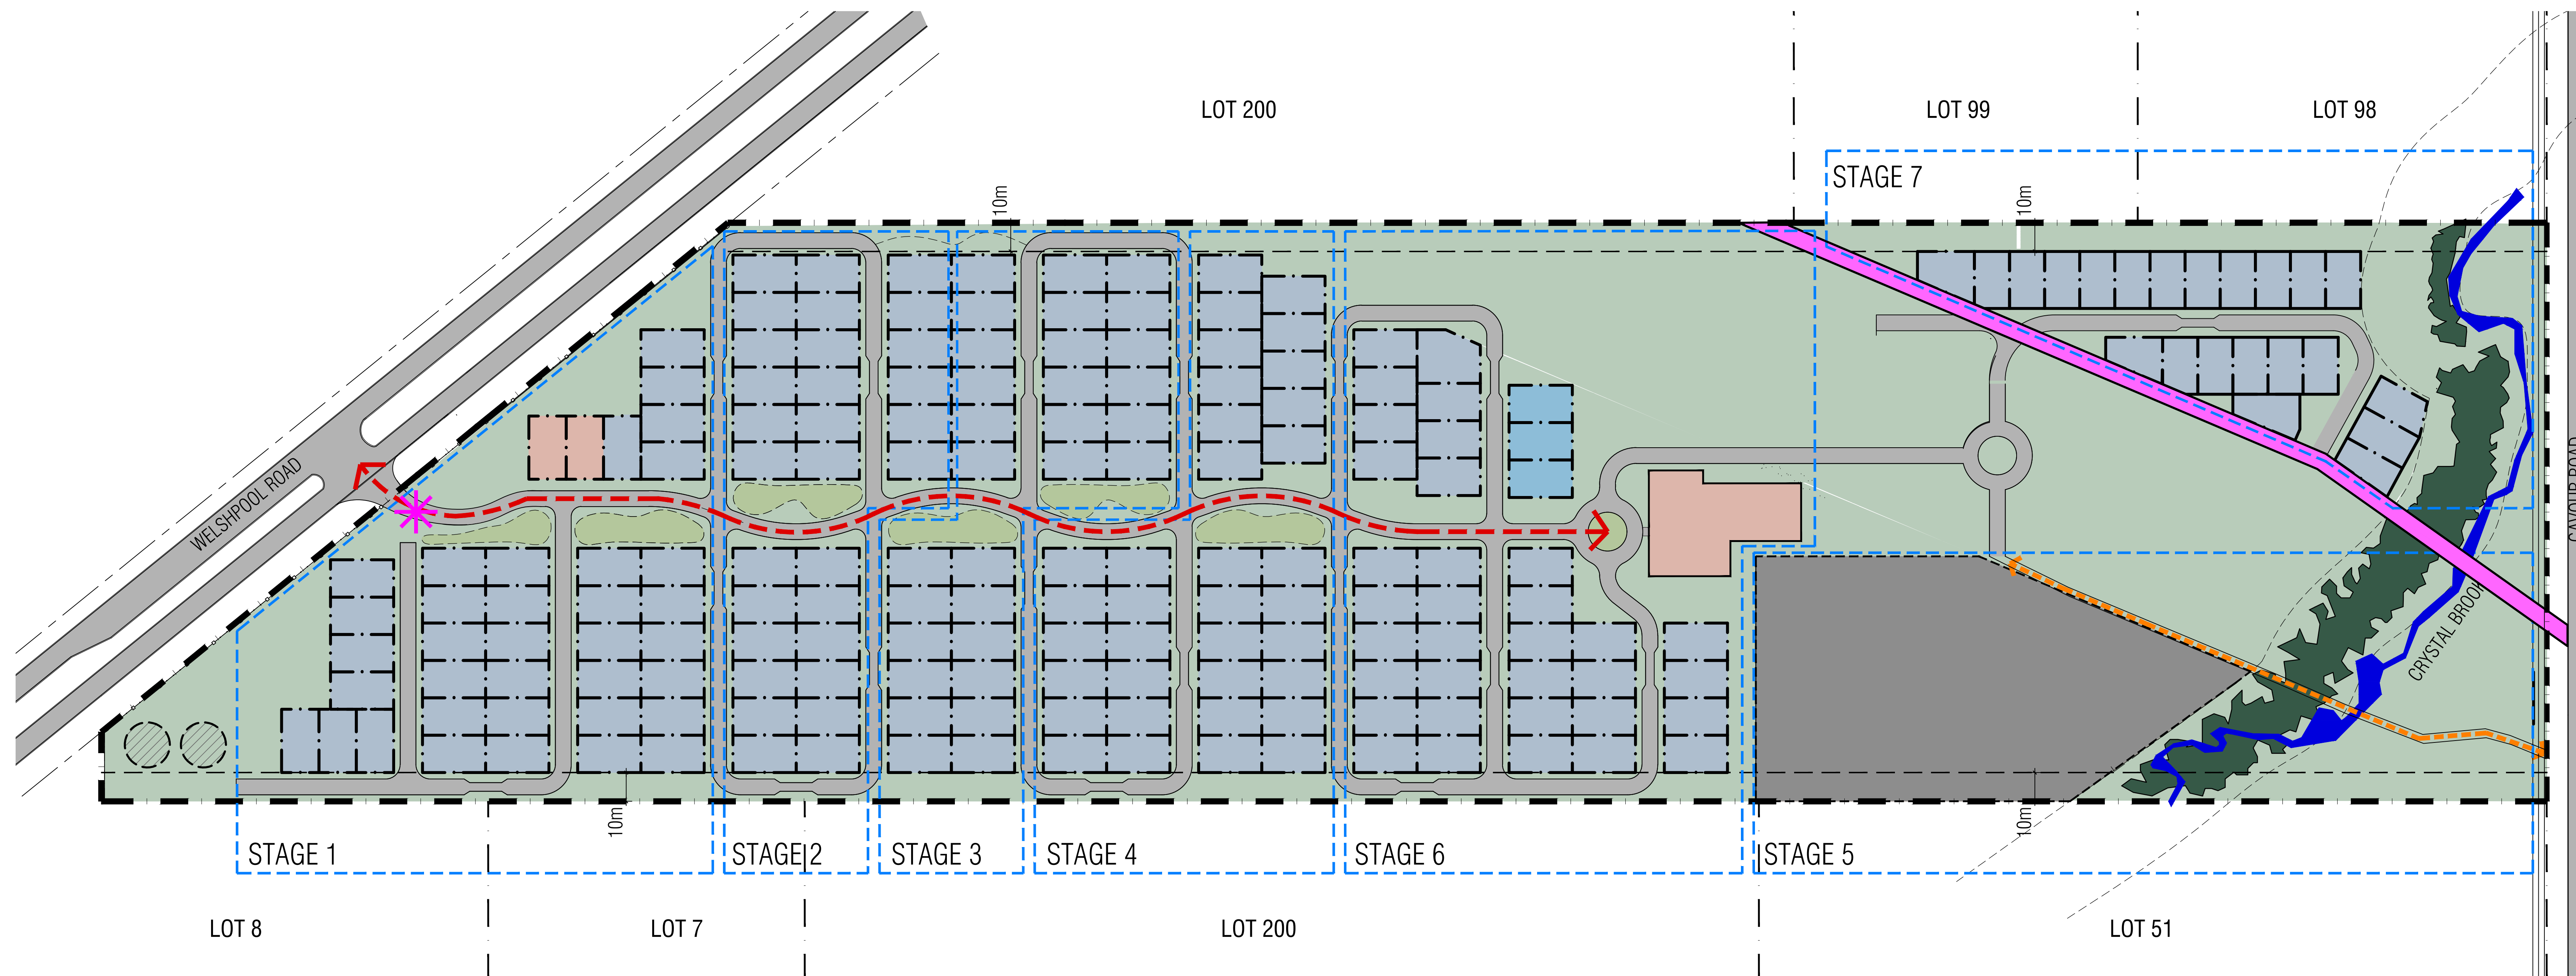 LOT 200
LOT 99
LOT 98
STAGE 7
10m
10m
WELSHPOOL ROAD
CRYSTAL BROOK
10m
10m
STAGE 1
STAGE 2
STAGE 3
STAGE 4
STAGE 6
STAGE 5
LOT 8
LOT 7
LOT 200
LOT 51